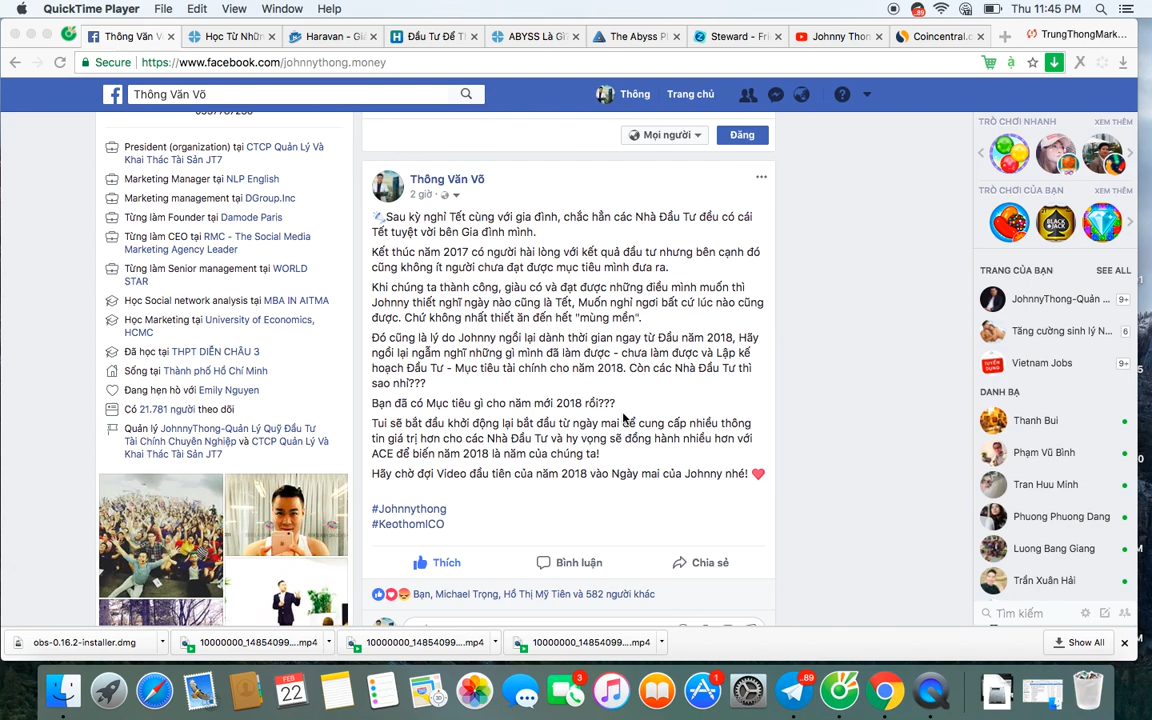 QuickTime Player File Edit View Window Help
Thu 11:45 PM
Thông Văn V
Học Từ Nhữn
Haravan - Gi
Đầu Tư Để T
ABYSS Là G
The Abyss Pl
Steward - Fri
Johnny Thon
Coincentral.c
TrungThongMark...
Secure https://www.facebook.com/johnnythong.money
Thông Văn Võ
Thông Trang chủ
President (organization) tại CTCP Quản Lý Và
Khai Thác Tài Sản JT7
Marketing Manager tại NLP English
Marketing management tại DGroup.Inc
Từng làm Founder tại Damode Paris
Từng làm CEO tại RMC - The Social Media
Marketing Agency Leader
Từng làm Senior management tại WORLD
STAR
Học Social network analysis tại MBA IN AITMA
Học Marketing tại University of Economics,
HCMC
Đã học tại THPT DIỄN CHÂU 3
Sống tại Thành phố Hồ Chí Minh
Đang hẹn hò với Emily Nguyen
Có 21.781 người theo dõi
Quản lý JohnnyThong-Quản Lý Quỹ Đầu Tư
Tài Chính Chuyên Nghiệp và CTCP Quản Lý Và
Khai Thác Tài Sản JT7
Mọi người Đăng
Thông Văn Võ
2 giờ
Sau kỳ nghỉ Tết cùng với gia đình, chắc hẳn các Nhà Đầu Tư đều có cái
Tết tuyệt vời bên Gia đình mình.
Kết thúc năm 2017 có người hài lòng với kết quả đầu tư nhưng bên cạnh đó
cũng không ít người chưa đạt được mục tiêu mình đưa ra.
Khi chúng ta thành công, giàu có và đạt được những điều mình muốn thì
Johnny thiết nghĩ ngày nào cũng là Tết, Muốn nghỉ ngơi bất cứ lúc nào cũng
được. Chứ không nhất thiết ăn đến hết "mùng mền".
Đó cũng là lý do Johnny ngồi lại dành thời gian ngay từ Đầu năm 2018, Hãy
ngồi lại ngẫm nghĩ những gì mình đã làm được - chưa làm được và Lập kế
hoạch Đầu Tư - Mục tiêu tài chính cho năm 2018. Còn các Nhà Đầu Tư thì
sao nhỉ???
Bạn đã có Mục tiêu gì cho năm mới 2018 rồi???
Tui sẽ bắt đầu khởi động lại bắt đầu từ ngày mai để cung cấp nhiều thông
tin giá trị hơn cho các Nhà Đầu Tư và hy vọng sẽ đồng hành nhiều hơn với
ACE để biến năm 2018 là năm của chúng ta!
Hãy chờ đợi Video đầu tiên của năm 2018 vào Ngày mai của Johnny nhé!
#Johnnythong
#KeothomICO
Thích Bình luận Chia sẻ
Bạn, Michael Trọng, Hồ Thị Mỹ Tiên và 582 người khác
TRÒ CHƠI NHANH XEM THÊM
TRÒ CHƠI CỦA BẠN XEM THÊM
BLACK JACK
TRANG CỦA BẠN SEE ALL
JohnnyThong-Quản ... 9+
Tăng cường sinh lý N... 6
Vietnam Jobs 9+
DANH BẠ
Thanh Bui
Phạm Vũ Bình
Tran Huu Minh
Phuong Phuong Dang
Luong Bang Giang
Trần Xuân Hải
Tìm kiếm
obs-0.16.2-installer.dmg
10000000_14854099....mp4
10000000_14854099....mp4
10000000_14854099....mp4
Show All
FEB
22
3
1
89